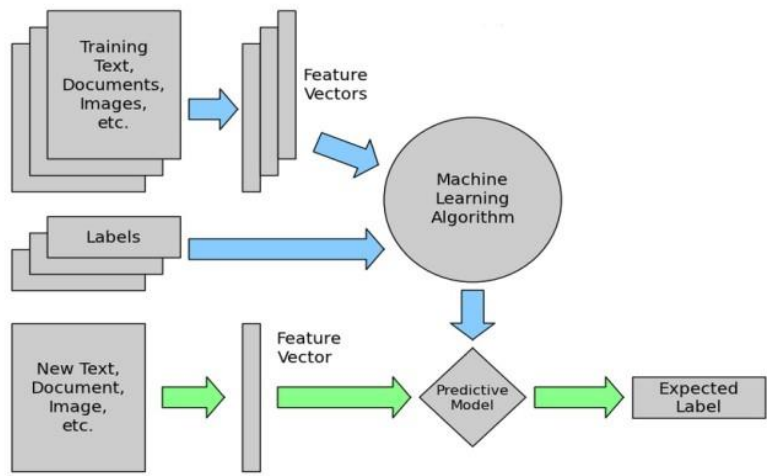 Training
Text,
Documents,
Images,
etc.
Feature
Vectors
Machine
Learning
Algorithm
Labels
New Text,
Document,
Image,
etc.
Feature
Vector
Predictive
Model
Expected
Label